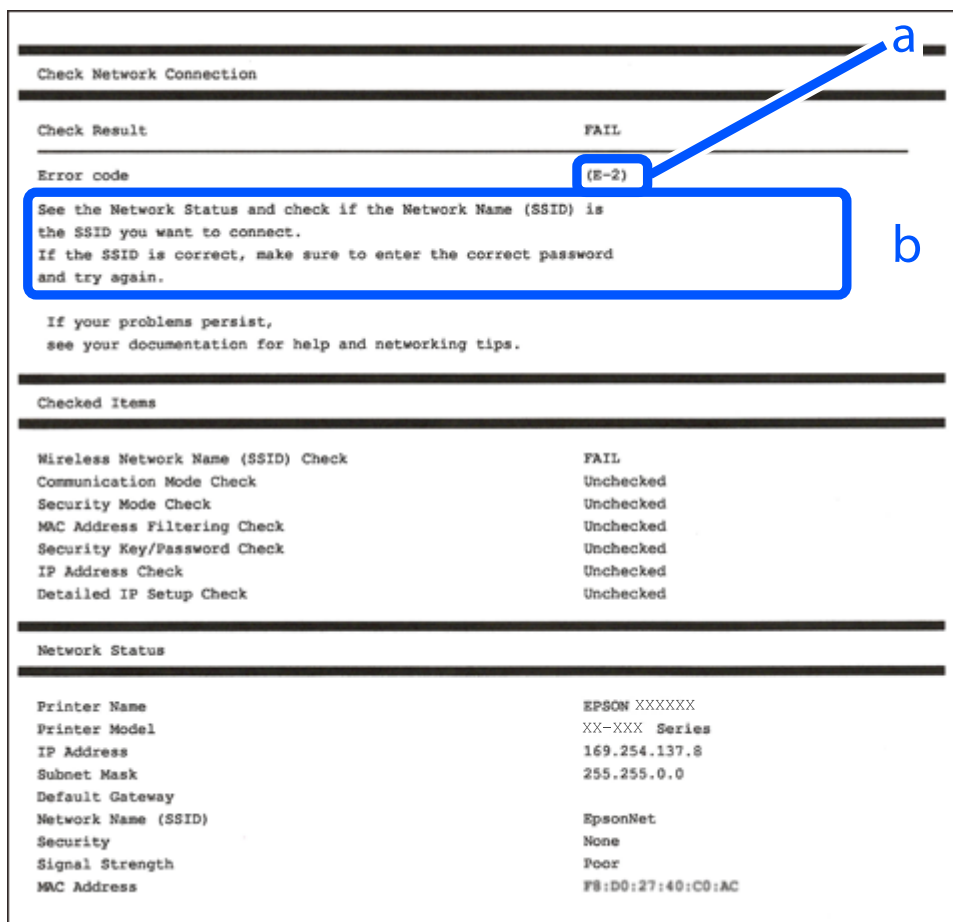 a
Check Network Connection
Check Result FAIL
Error code (E-2)
See the Network Status and check if the Network Name (SSID) is
the SSID you want to connect.
If the SSID is correct, make sure to enter the correct password
and try again.
b
If your problems persist,
see your documentation for help and networking tips.
Checked Items
Wireless Network Name (SSID) Check FAIL
Communication Mode Check Unchecked
Security Mode Check Unchecked
MAC Address Filtering Check Unchecked
Security Key/Password Check Unchecked
IP Address Check Unchecked
Detailed IP Setup Check Unchecked
Network Status
Printer Name EPSON XXXXXX
Printer Model XX-XXX Series
IP Address 169.254.137.8
Subnet Mask 255.255.0.0
Default Gateway
Network Name (SSID) EpsonNet
Security None
Signal Strength Poor
MAC Address F8:D0:27:40:C0:AC